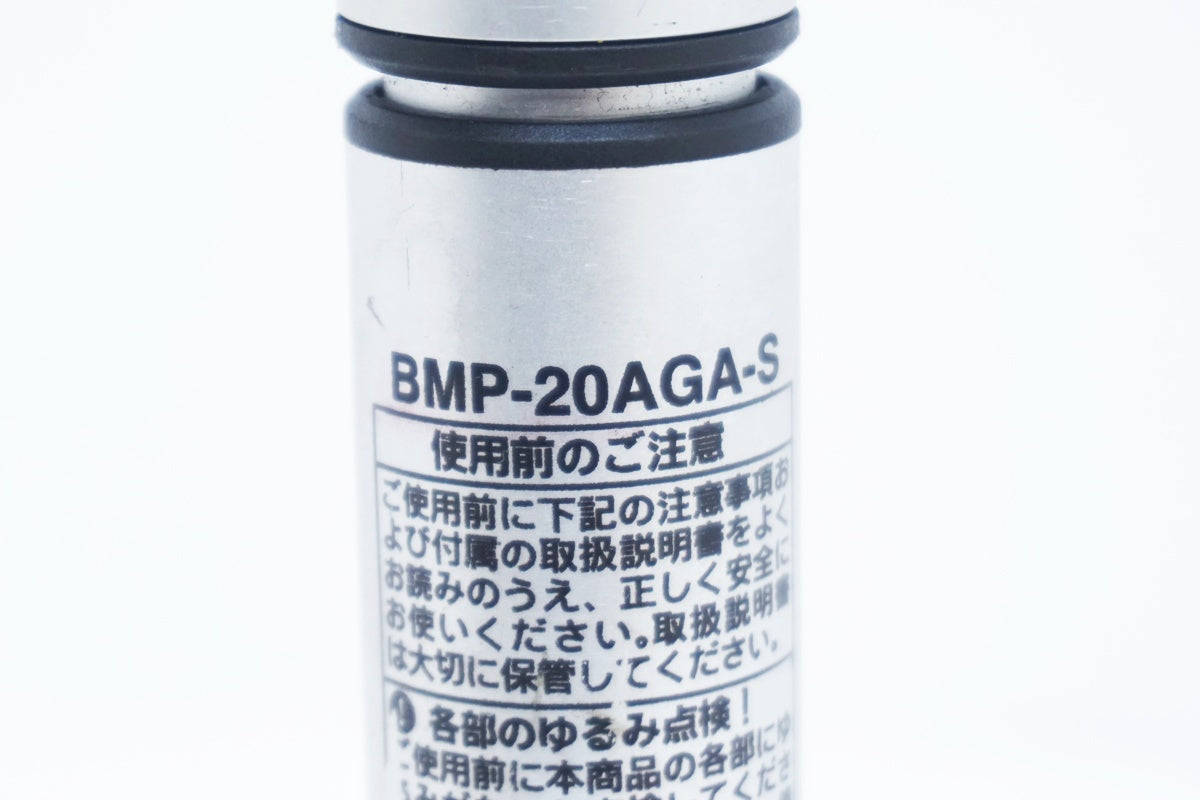 BMP-20AGA-S
使用前のご注意
ご使用前に下記の注意事項お
よび付属の取扱説明書をよく
お読みのうえ、正しく安全に
お使いください。取扱説明書
は大切に保管してください。
各部のゆるみ点検!
使用前に本商品の各部にゆ